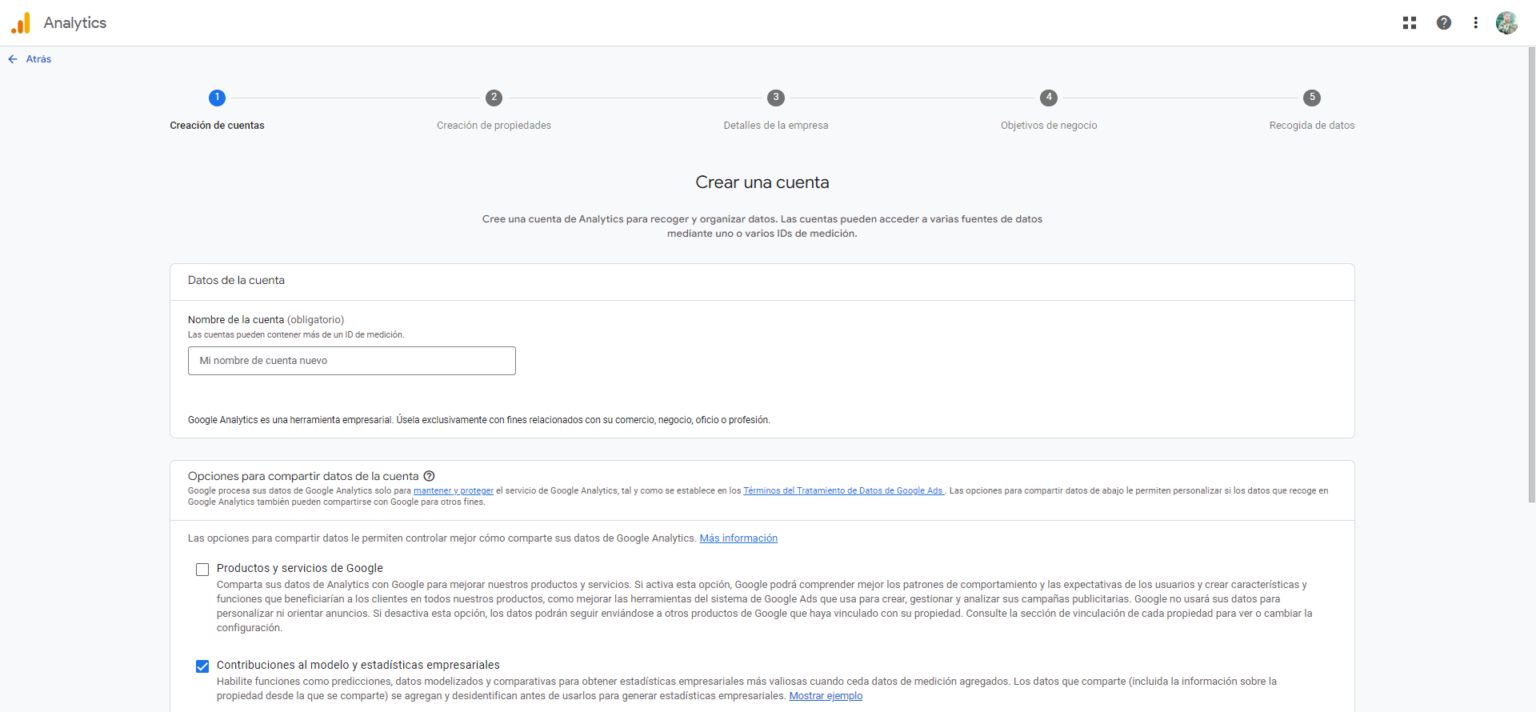 Analytics
Atrás
1
2
3
4
5
Creación de cuentas
Creación de propiedades
Detalles de la empresa
Objetivos de negocio
Recogida de datos
Crear una cuenta
Cree una cuenta de Analytics para recoger y organizar datos. Las cuentas pueden acceder a varias fuentes de datos
mediante uno o varios IDs de medición.
Datos de la cuenta
Nombre de la cuenta (obligatorio)
Las cuentas pueden contener más de un ID de medición.
Mi nombre de cuenta nuevo
Google Analytics es una herramienta empresarial. Úsela exclusivamente con fines relacionados con su comercio, negocio, oficio o profesión.
Opciones para compartir datos de la cuenta
Google procesa sus datos de Google Analytics solo para mantener y proteger el servicio de Google Analytics, tal y como se establece en los Términos del Tratamiento de Datos de Google Ads . Las opciones para compartir datos de abajo le permiten personalizar si los datos que recoge en
Google Analytics también pueden compartirse con Google para otros fines.
Las opciones para compartir datos le permiten controlar mejor cómo comparte sus datos de Google Analytics. Más información
Productos y servicios de Google
Comparta sus datos de Analytics con Google para mejorar nuestros productos y servicios. Si activa esta opción, Google podrá comprender mejor los patrones de comportamiento y las expectativas de los usuarios y crear características y
funciones que beneficiarían a los clientes en todos nuestros productos, como mejorar las herramientas del sistema de Google Ads que usa para crear, gestionar y analizar sus campañas publicitarias. Google no usará sus datos para
personalizar ni orientar anuncios. Si desactiva esta opción, los datos podrán seguir enviándose a otros productos de Google que haya vinculado con su propiedad. Consulte la sección de vinculación de cada propiedad para ver o cambiar la
configuración.
Contribuciones al modelo y estadísticas empresariales
Habilite funciones como predicciones, datos modelizados y comparativas para obtener estadísticas empresariales más valiosas cuando ceda datos de medición agregados. Los datos que comparte (incluida la información sobre la
propiedad desde la que se comparte) se agregan y desidentifican antes de usarlos para generar estadísticas empresariales. Mostrar ejemplo